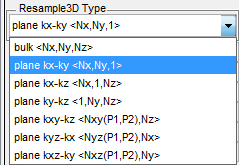 Resample3D Type
plane kx-ky <Nx,Ny,1>
bulk <Nx,Ny,Nz>
plane kx-ky <Nx,Ny,1>
plane kx-kz <Nx,1,Nz>
plane ky-kz <1,Ny,Nz>
plane kxy-kz <Nxy(P1,P2),Nz>
plane kyz-kx <Nyz(P1,P2),Nx>
plane kxz-ky <Nxz(P1,P2),Ny>